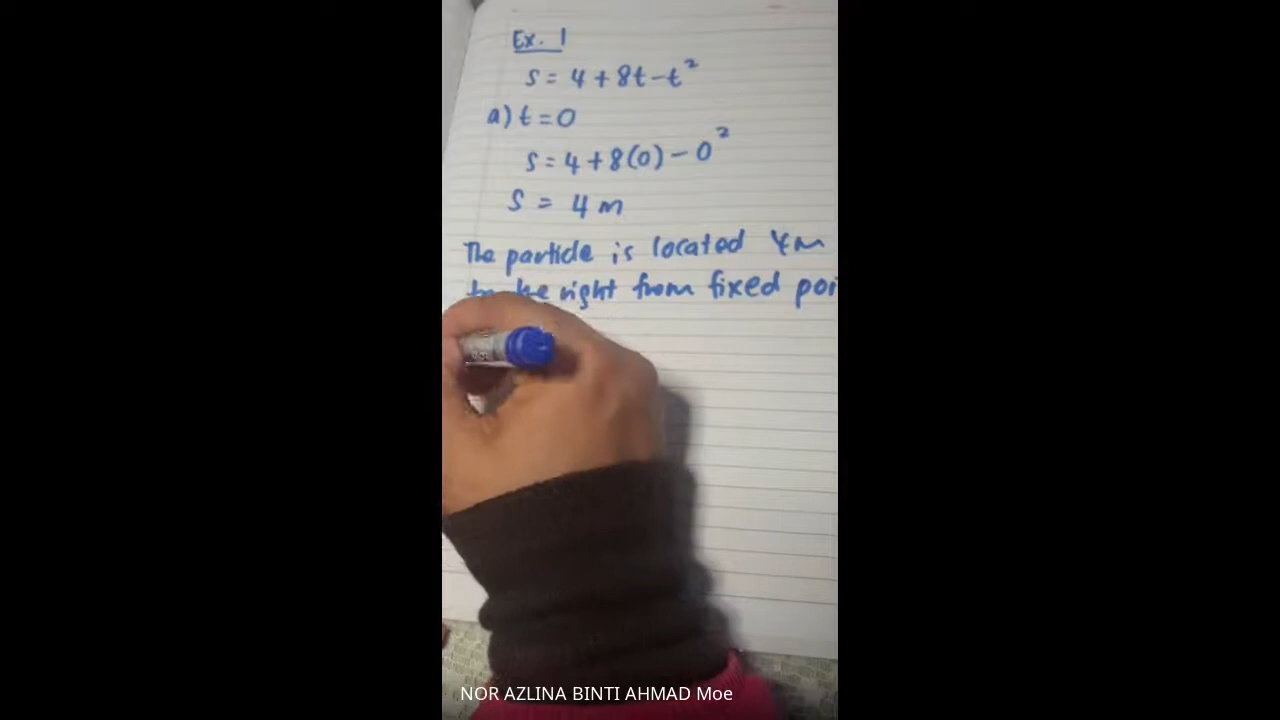 Ex. 1
s = 4 + 8t - t²
a) t = 0
s = 4 + 8(0) - 0²
s = 4 m
The particle is located 4m
to the right from fixed poi
NOR AZLINA BINTI AHMAD Moe